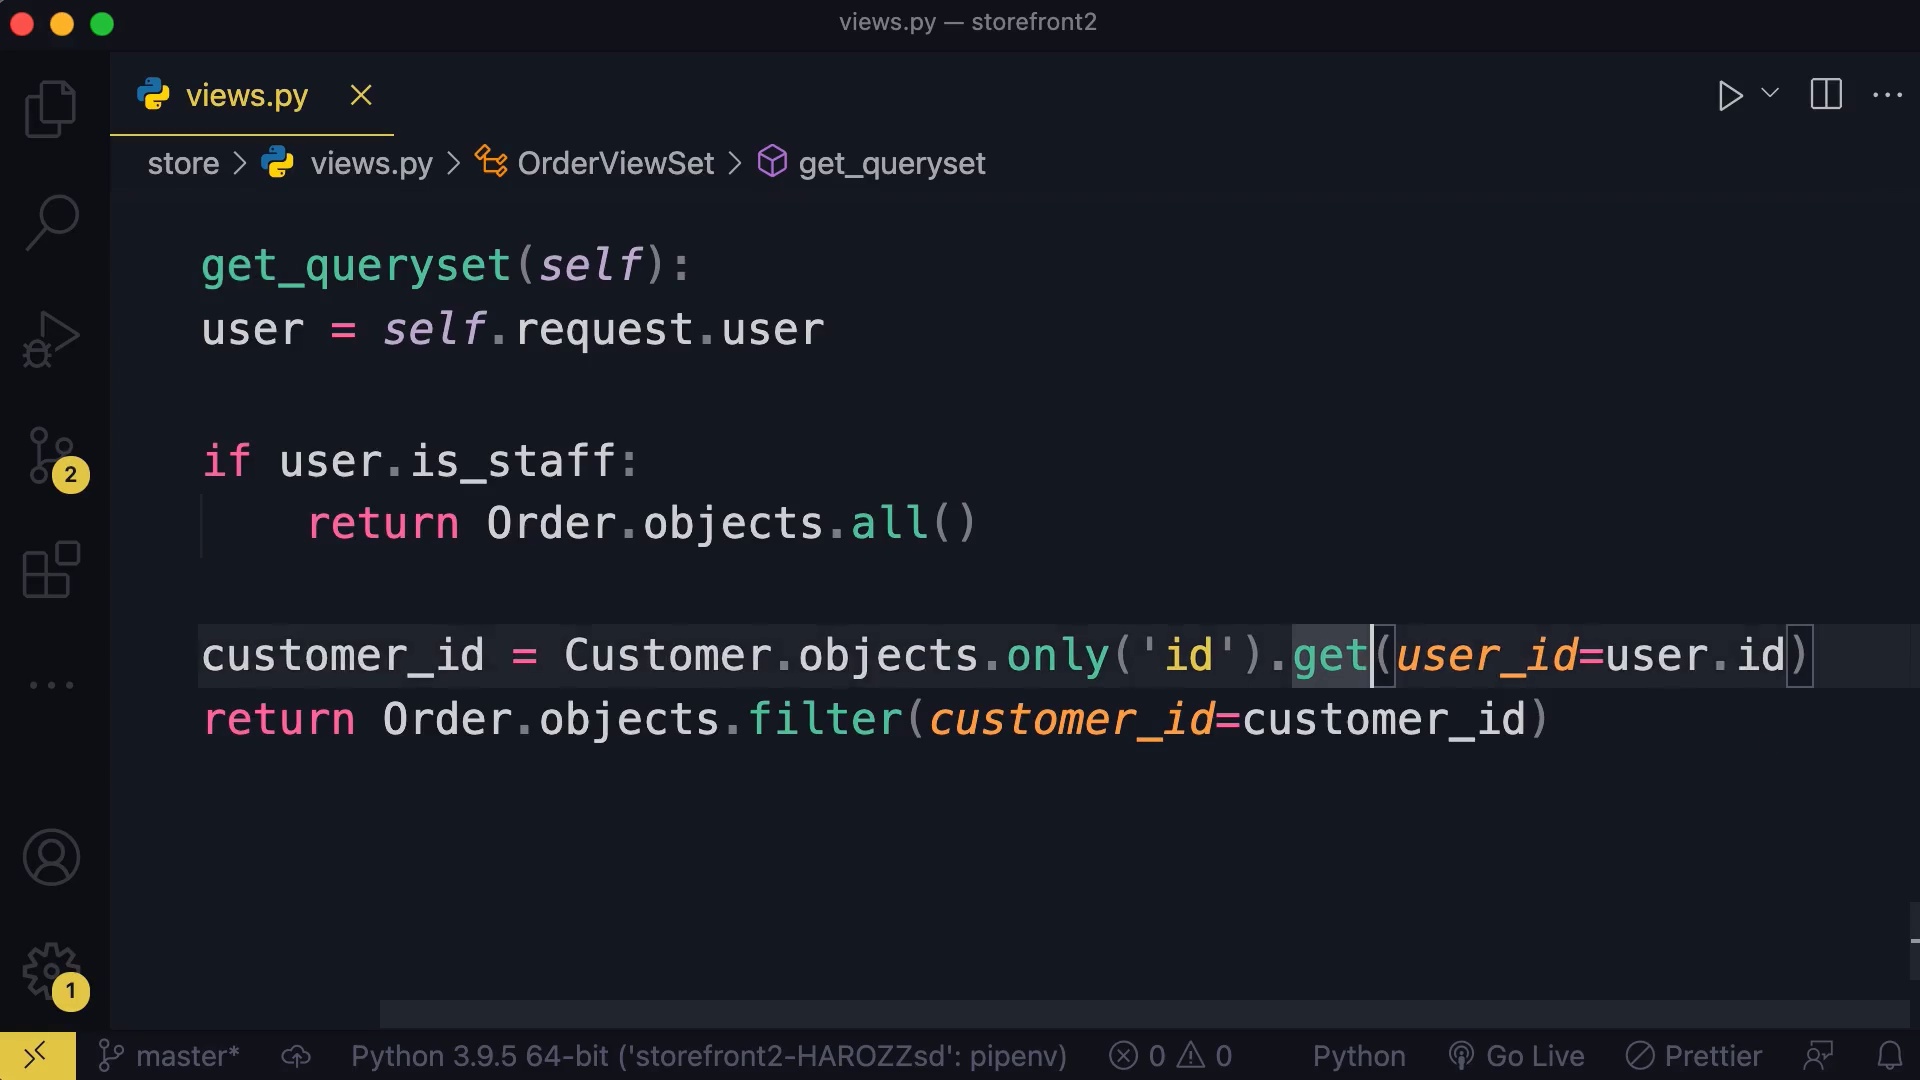 views.py — storefront2
views.py
store > views.py > OrderViewSet > get_queryset
get_queryset(self):
user = self.request.user
if user.is_staff:
return Order.objects.all()
customer_id = Customer.objects.only('id').get(user_id=user.id)
return Order.objects.filter(customer_id=customer_id)
2
1
master* Python 3.9.5 64-bit ('storefront2-HAROZZsd': pipenv) 0 0 Python Go Live Prettier